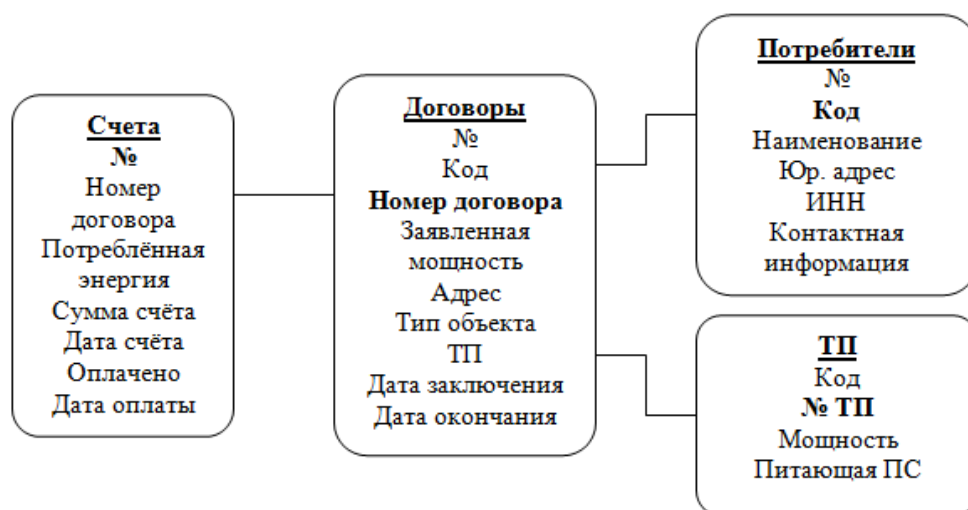 Счета
№
Номер
договора
Потреблённая
энергия
Сумма счёта
Дата счёта
Оплачено
Дата оплаты
Договоры
№
Код
Номер договора
Заявленная
мощность
Адрес
Тип объекта
ТП
Дата заключения
Дата окончания
Потребители
№
Код
Наименование
Юр. адрес
ИНН
Контактная
информация
ТП
Код
№ ТП
Мощность
Питающая ПС